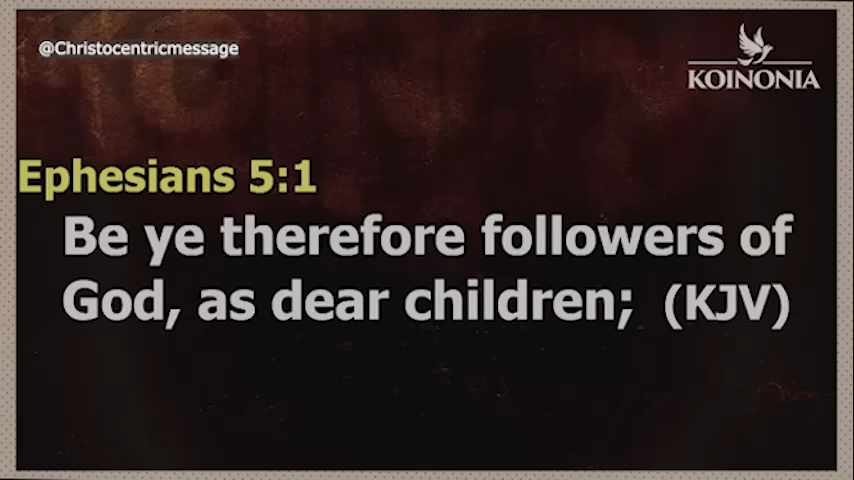 @Christocentricmessage
KOINONIA
Ephesians 5:1
Be ye therefore followers of
God, as dear children; (KJV)